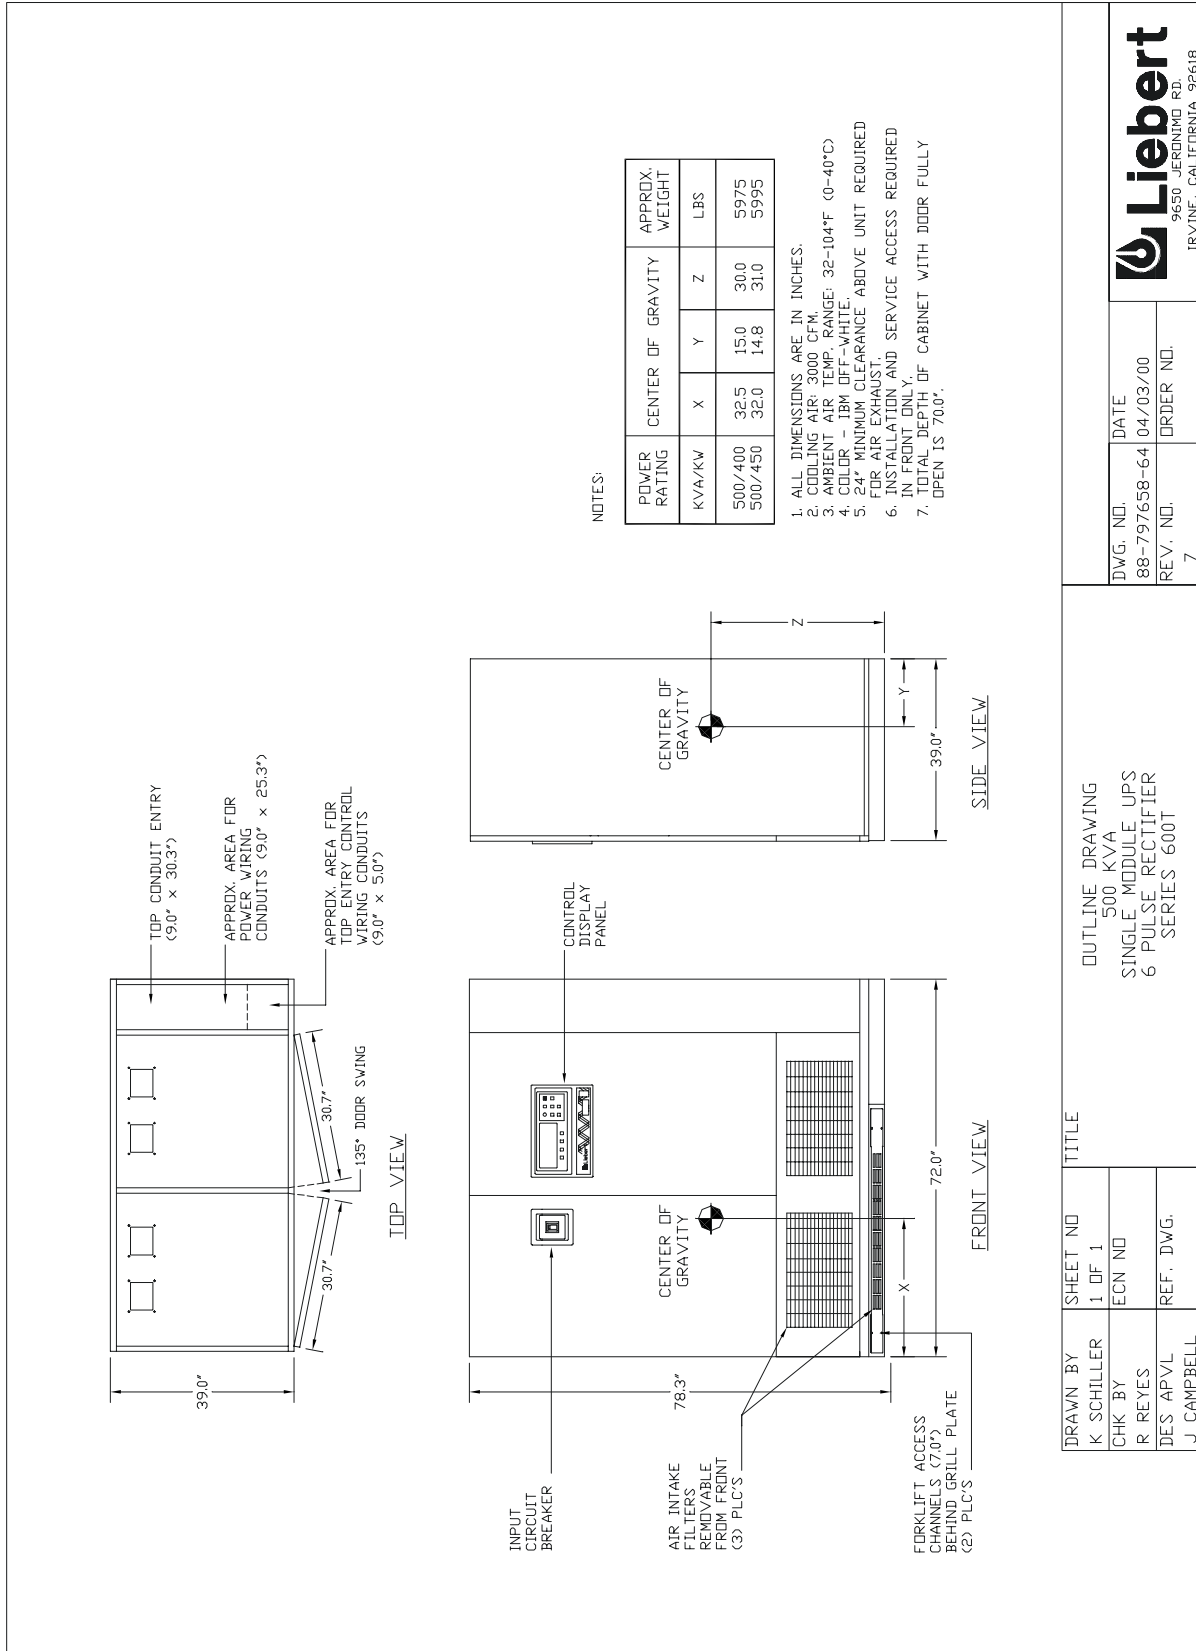 39.0"
TOP CONDUIT ENTRY
(9.0" x 30.3")
APPROX. AREA FOR
POWER WIRING
CONDUITS (9.0" x 25.3")
APPROX. AREA FOR
TOP ENTRY CONTROL
WIRING CONDUITS
(9.0" x 5.0")
30.7"
30.7"
135° DOOR SWING
TOP VIEW
INPUT
CIRCUIT
BREAKER
CONTROL
DISPLAY
PANEL
78.3"
CENTER OF
GRAVITY
AIR INTAKE
FILTERS
REMOVABLE
FROM FRONT
(3) PLC'S
X
72.0"
FORKLIFT ACCESS
CHANNELS (7.0")
BEHIND GRILL PLATE
(2) PLC'S
FRONT VIEW
CENTER OF
GRAVITY
Z
Y
39.0"
SIDE VIEW
NOTES:
POWER RATING CENTER OF GRAVITY APPROX. WEIGHT
KVA/KW X Y Z LBS
500/400 32.5 15.0 30.0 5975
500/450 32.0 14.8 31.0 5995
1. ALL DIMENSIONS ARE IN INCHES.
2. COOLING AIR: 3000 CFM.
3. AMBIENT AIR TEMP. RANGE: 32-104°F (0-40°C)
4. COLOR - IBM OFF-WHITE.
5. 24" MINIMUM CLEARANCE ABOVE UNIT REQUIRED
FOR AIR EXHAUST.
6. INSTALLATION AND SERVICE ACCESS REQUIRED
IN FRONT ONLY.
7. TOTAL DEPTH OF CABINET WITH DOOR FULLY
OPEN IS 70.0".
DRAWN BY
K SCHILLER
CHK BY
R REYES
DES APVL
J CAMPBELL
SHEET NO
1 OF 1
ECN NO
REF. DWG.
TITLE
OUTLINE DRAWING
500 KVA
SINGLE MODULE UPS
6 PULSE RECTIFIER
SERIES 600T
DWG. NO.
88-797658-64
REV. NO.
7
DATE
04/03/00
ORDER NO.
Liebert
9650 JERONIMO RD.
IRVINE, CALIFORNIA 92618